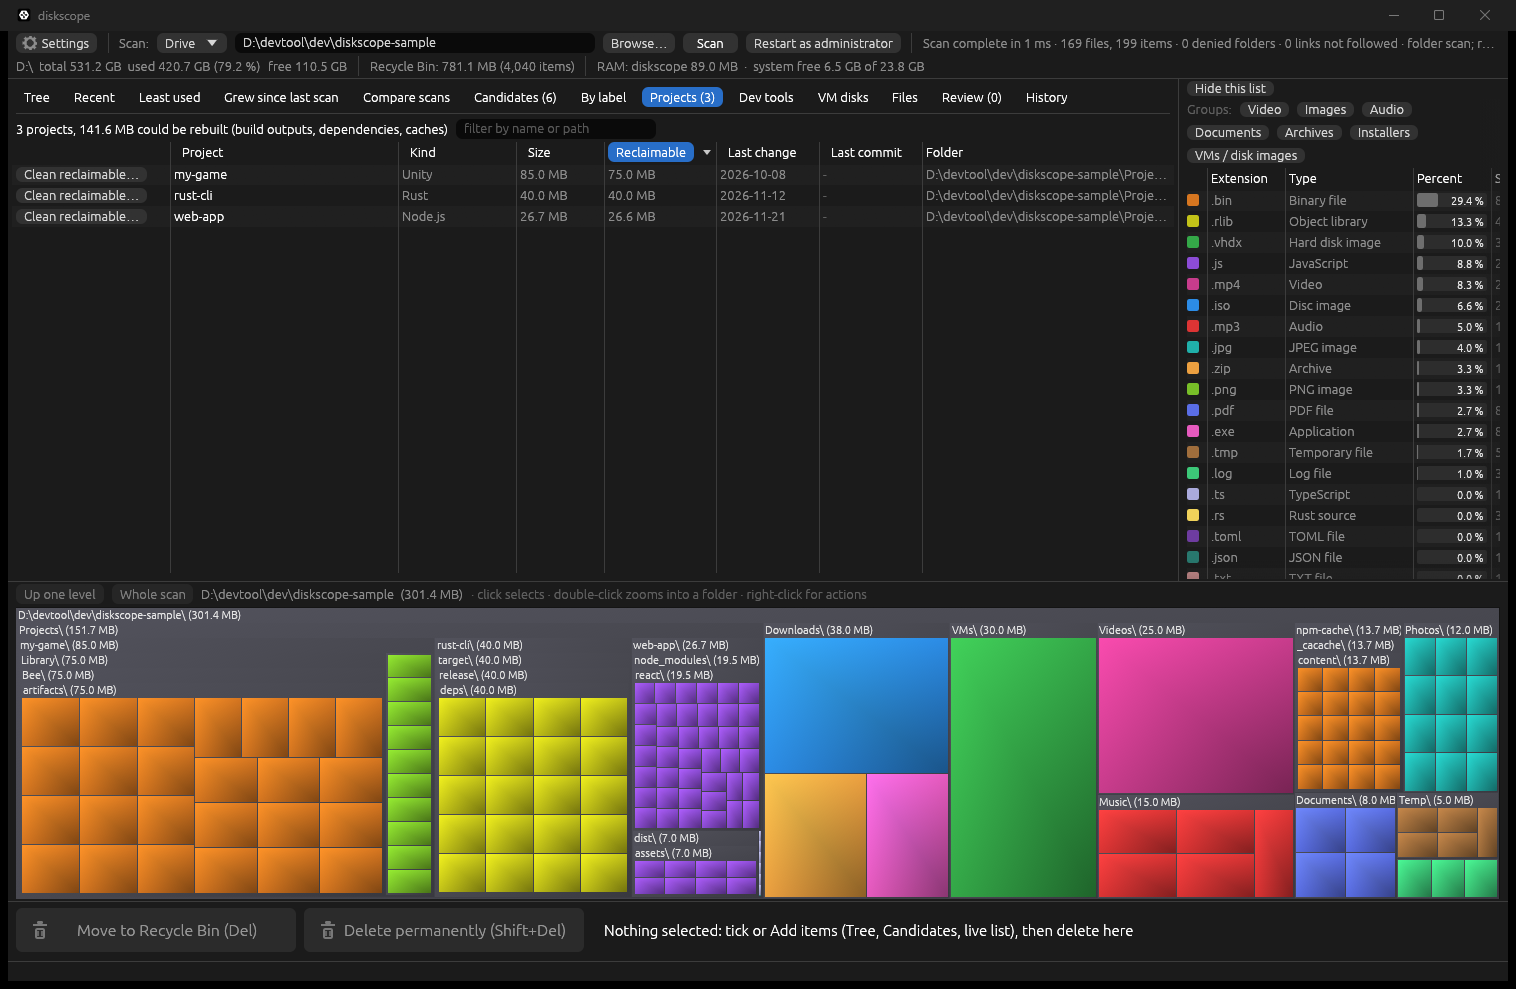 diskscope
Settings Scan: Drive D:\devtool\dev\diskscope-sample Browse... Scan Restart as administrator Scan complete in 1 ms · 169 files, 199 items · 0 denied folders · 0 links not followed · folder scan; r...
D:\ total 531.2 GB used 420.7 GB (79.2 %) free 110.5 GB Recycle Bin: 781.1 MB (4,040 items) RAM: diskscope 89.0 MB · system free 6.5 GB of 23.8 GB
Tree Recent Least used Grew since last scan Compare scans Candidates (6) By label Projects (3) Dev tools VM disks Files Review (0) History
3 projects, 141.6 MB could be rebuilt (build outputs, dependencies, caches) filter by name or path
Project Kind Size Reclaimable Last change Last commit Folder
Clean reclaimable... my-game Unity 85.0 MB 75.0 MB 2026-10-08 - D:\devtool\dev\diskscope-sample\Proje...
Clean reclaimable... rust-cli Rust 40.0 MB 40.0 MB 2026-11-12 - D:\devtool\dev\diskscope-sample\Proje...
Clean reclaimable... web-app Node.js 26.7 MB 26.6 MB 2026-11-21 - D:\devtool\dev\diskscope-sample\Proje...
Hide this list
Groups: Video Images Audio
Documents Archives Installers
VMs / disk images
Extension Type Percent
.bin Binary file 29.4 %
.rlib Object library 13.3 %
.vhdx Hard disk image 10.0 %
.js JavaScript 8.8 %
.mp4 Video 8.3 %
.iso Disc image 6.6 %
.mp3 Audio 5.0 %
.jpg JPEG image 4.0 %
.zip Archive 3.3 %
.png PNG image 3.3 %
.pdf PDF file 2.7 %
.exe Application 2.7 %
.tmp Temporary file 1.7 %
.log Log file 1.0 %
.ts TypeScript 0.0 %
.rs Rust source 0.0 %
.toml TOML file 0.0 %
.json JSON file 0.0 %
.txt TXT file 0.0 %
Up one level Whole scan D:\devtool\dev\diskscope-sample (301.4 MB) · click selects · double-click zooms into a folder · right-click for actions
D:\devtool\dev\diskscope-sample\ (301.4 MB)
Projects\ (151.7 MB)
my-game\ (85.0 MB)
Library\ (75.0 MB)
Bee\ (75.0 MB)
artifacts\ (75.0 MB)
rust-cli\ (40.0 MB)
target\ (40.0 MB)
release\ (40.0 MB)
deps\ (40.0 MB)
web-app\ (26.7 MB)
node_modules\ (19.5 MB)
react\ (19.5 MB)
dist\ (7.0 MB)
assets\ (7.0 MB)
Downloads\ (38.0 MB)
VMs\ (30.0 MB)
Videos\ (25.0 MB)
Music\ (15.0 MB)
npm-cache\ (13.7 MB)
_cacache\ (13.7 MB)
content\ (13.7 MB)
Photos\ (12.0 MB)
Documents\ (8.0 MB
Temp\ (5.0 MB)
Move to Recycle Bin (Del) Delete permanently (Shift+Del) Nothing selected: tick or Add items (Tree, Candidates, live list), then delete here